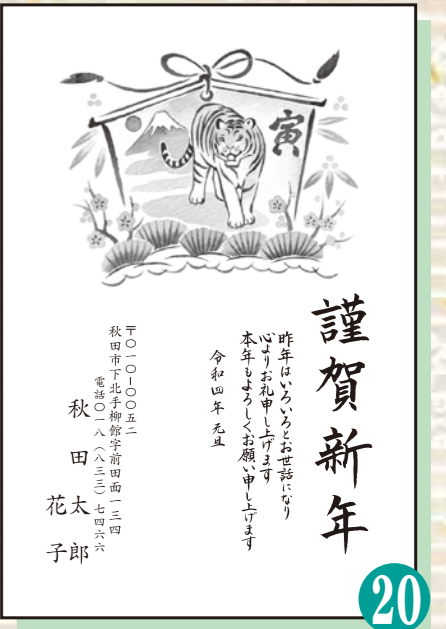 寅
謹賀新年
昨年はいろいろとお世話になり
心よりお礼申し上げます
本年もよろしくお願い申し上げます
令和四年 元旦
〒〇一〇-〇〇五二
秋田市下北手柳館字前田面一三四
電話〇一八(八三三)七四六六
秋田太郎
花子
20